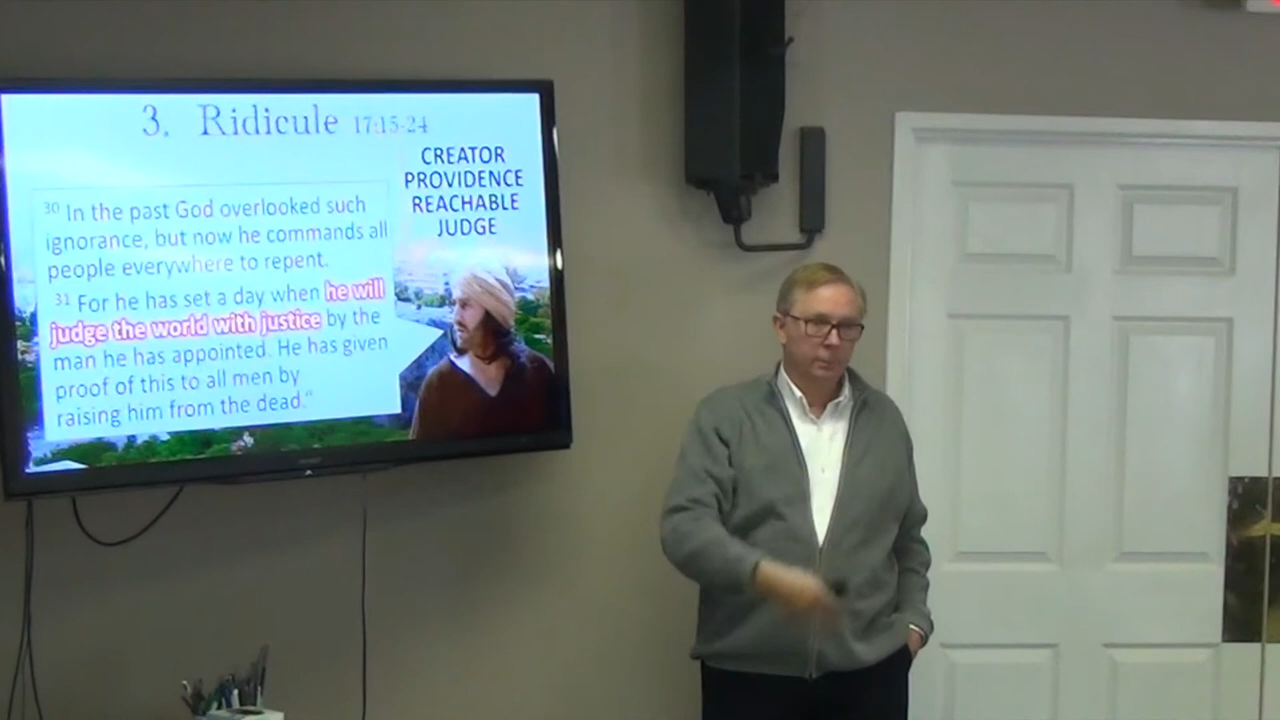 3. Ridicule 17:15-24
CREATOR
PROVIDENCE
REACHABLE
JUDGE
30 In the past God overlooked such
ignorance, but now he commands all
people everywhere to repent.
31 For he has set a day when he will
judge the world with justice by the
man he has appointed. He has given
proof of this to all men by
raising him from the dead."